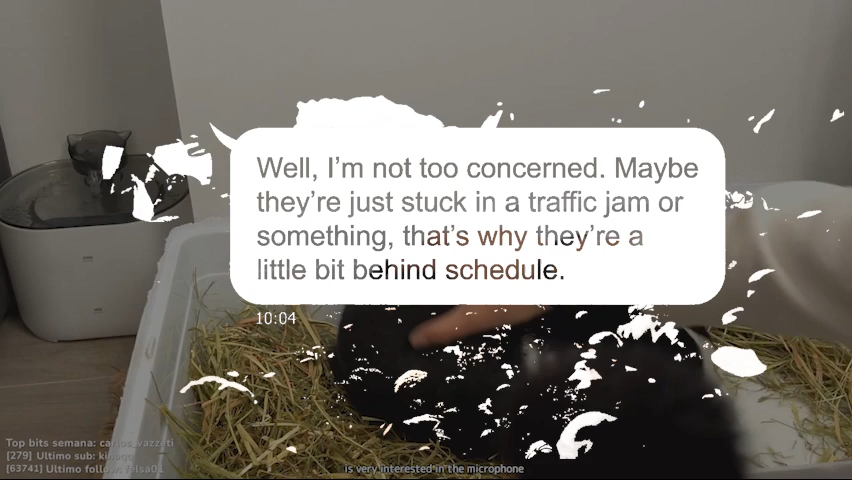 Well, I'm not too concerned. Maybe
they're just stuck in a traffic jam or
something, that's why they're a
little bit behind schedule.
10:04
Top bits semana: carlos_vazzeti
[279] Ultimo sub:
[63741] Ultimo follow:
is very interested in the microphone